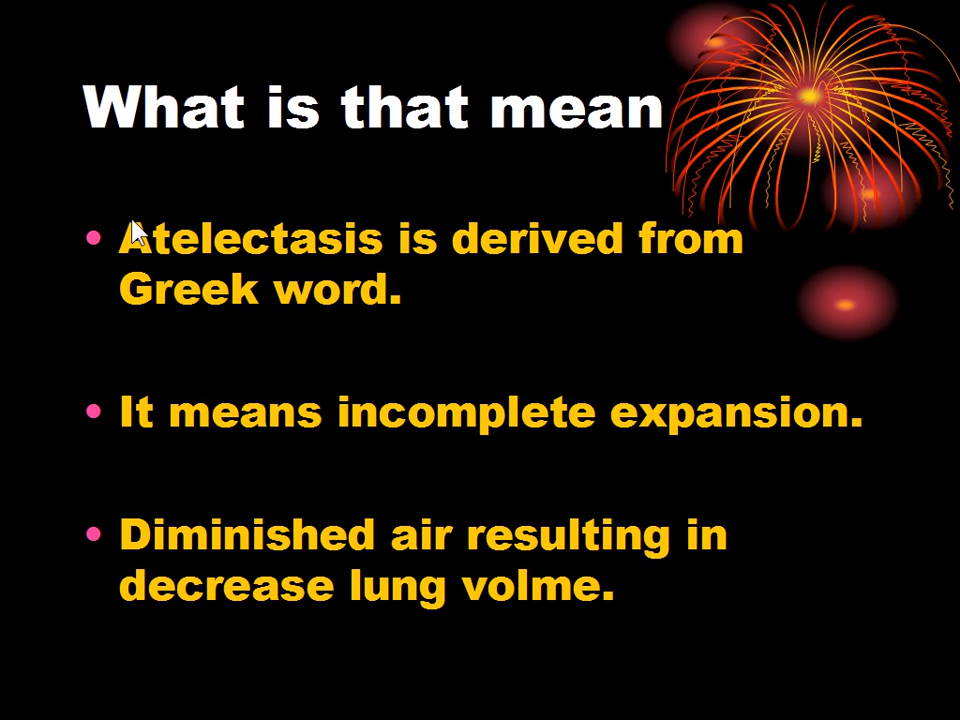 What is that mean
• Atelectasis is derived from
Greek word.
• It means incomplete expansion.
• Diminished air resulting in
decrease lung volme.